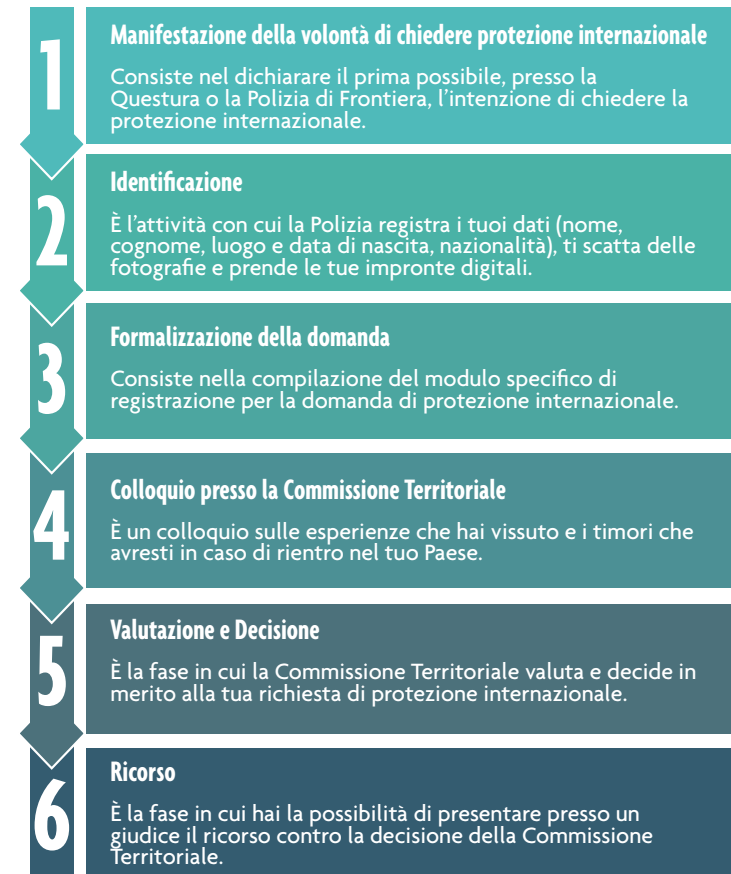 1
Manifestazione della volontà di chiedere protezione internazionale
Consiste nel dichiarare il prima possibile, presso la
Questura o la Polizia di Frontiera, l'intenzione di chiedere la
protezione internazionale.
2
Identificazione
È l'attività con cui la Polizia registra i tuoi dati (nome,
cognome, luogo e data di nascita, nazionalità), ti scatta delle
fotografie e prende le tue impronte digitali.
3
Formalizzazione della domanda
Consiste nella compilazione del modulo specifico di
registrazione per la domanda di protezione internazionale.
4
Colloquio presso la Commissione Territoriale
È un colloquio sulle esperienze che hai vissuto e i timori che
avresti in caso di rientro nel tuo Paese.
5
Valutazione e Decisione
È la fase in cui la Commissione Territoriale valuta e decide in
merito alla tua richiesta di protezione internazionale.
6
Ricorso
È la fase in cui hai la possibilità di presentare presso un
giudice il ricorso contro la decisione della Commissione
Territoriale.